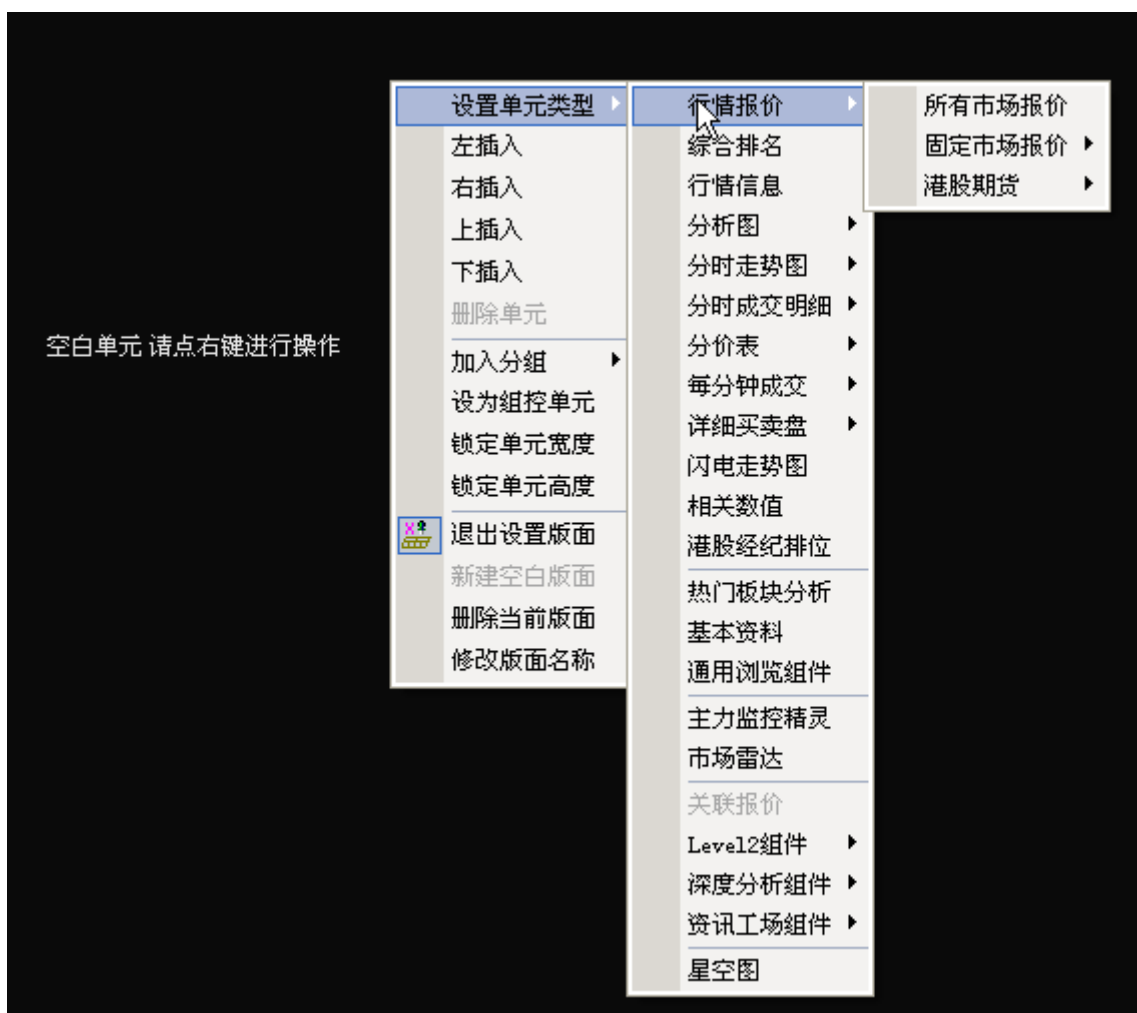 空白单元 请点右键进行操作
设置单元类型
左插入
右插入
上插入
下插入
删除单元
加入分组
设为组控单元
锁定单元宽度
锁定单元高度
退出设置版面
新建空白版面
删除当前版面
修改版面名称
行情报价
综合排名
行情信息
分析图
分时走势图
分时成交明细
分价表
每分钟成交
详细买卖盘
闪电走势图
相关数值
港股经纪排位
热门板块分析
基本资料
通用浏览组件
主力监控精灵
市场雷达
关联报价
Level2组件
深度分析组件
资讯工场组件
星空图
所有市场报价
固定市场报价
港股期货